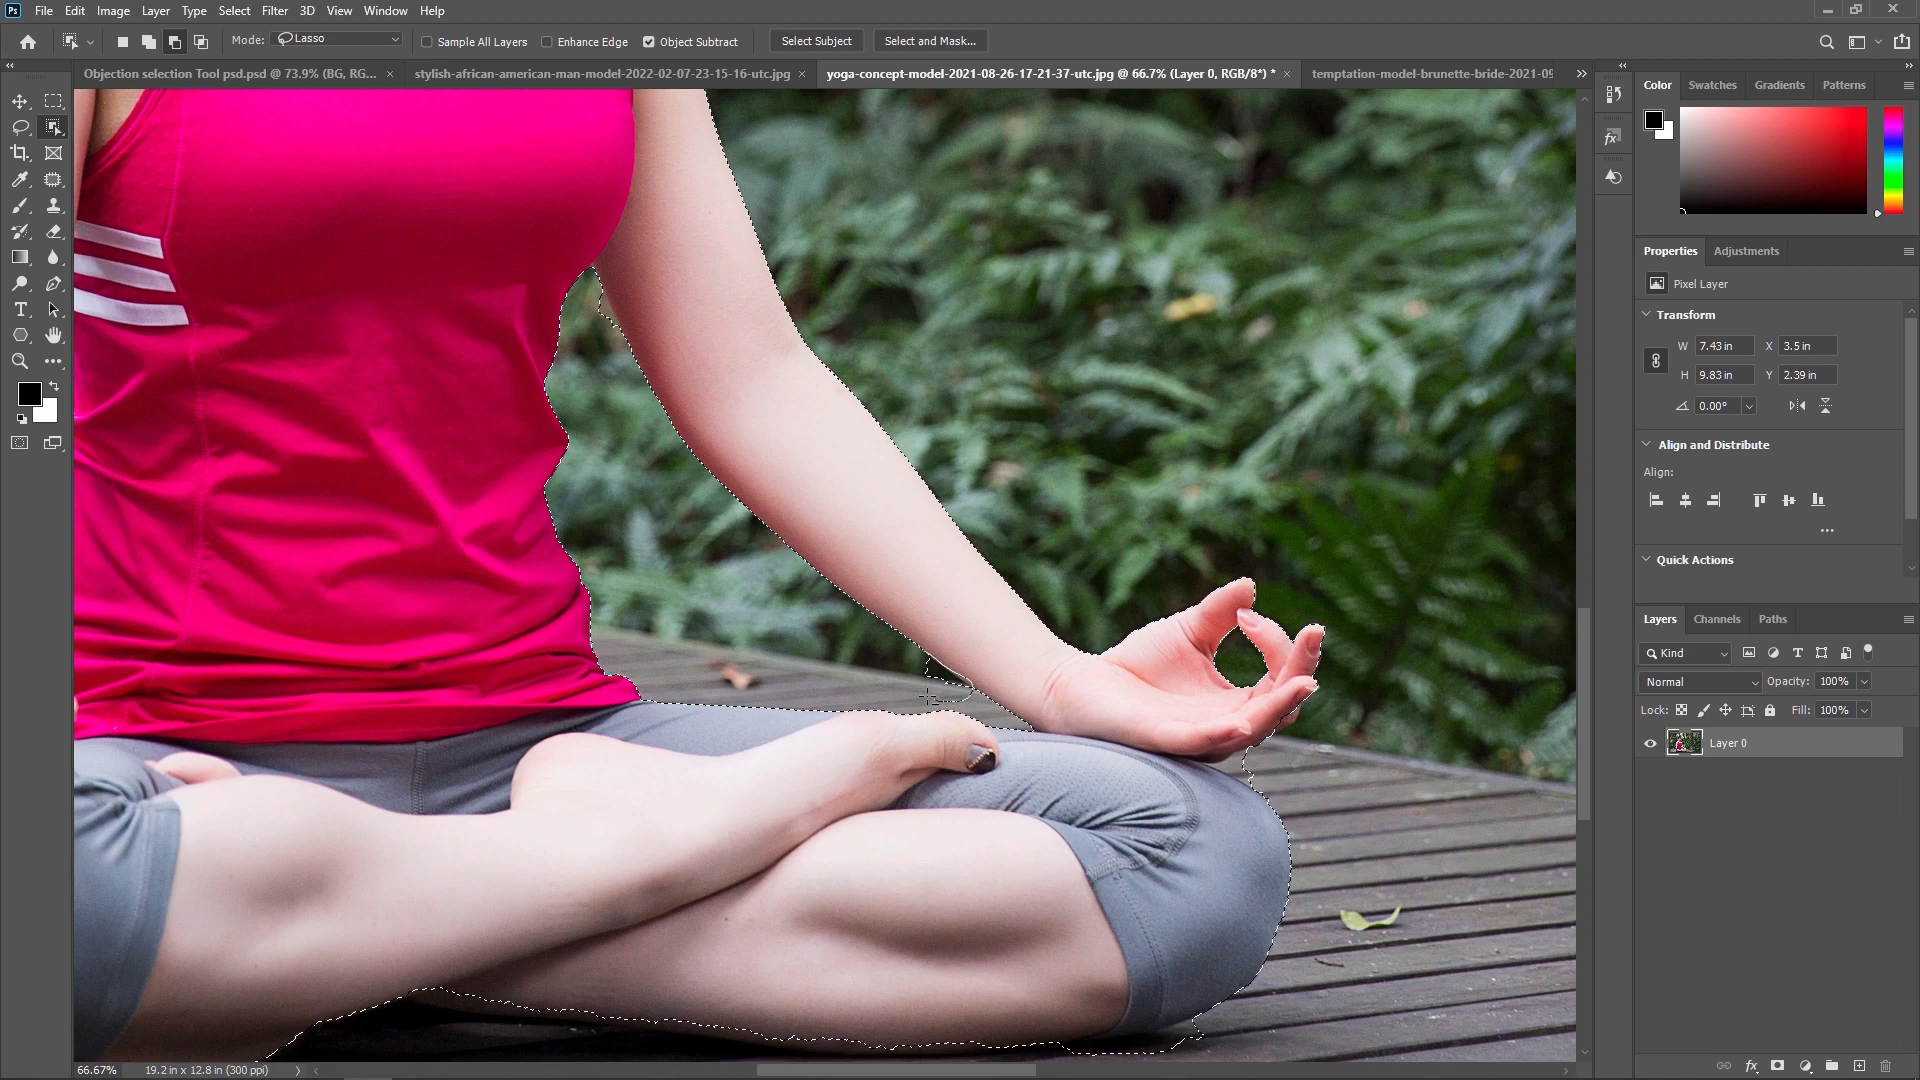 Ps File Edit Image Layer Type Select Filter 3D View Window Help
Mode: Lasso Sample All Layers Enhance Edge Object Subtract Select Subject Select and Mask...
Objection selection Tool psd.psd @ 73.9% (BG, RG... × stylish-african-american-man-model-2022-02-07-23-15-16-utc.jpg × yoga-concept-model-2021-08-26-17-21-37-utc.jpg @ 66.7% (Layer 0, RGB/8*) * × temptation-model-brunette-bride-2021-09
Color Swatches Gradients Patterns
Properties Adjustments
Pixel Layer
Transform
W 7.43 in X 3.5 in
H 9.83 in Y 2.39 in
0.00°
Align and Distribute
Align:
Quick Actions
Layers Channels Paths
Kind
Normal Opacity: 100%
Lock: Fill: 100%
Layer 0
66.67% 19.2 in x 12.8 in (300 ppi)